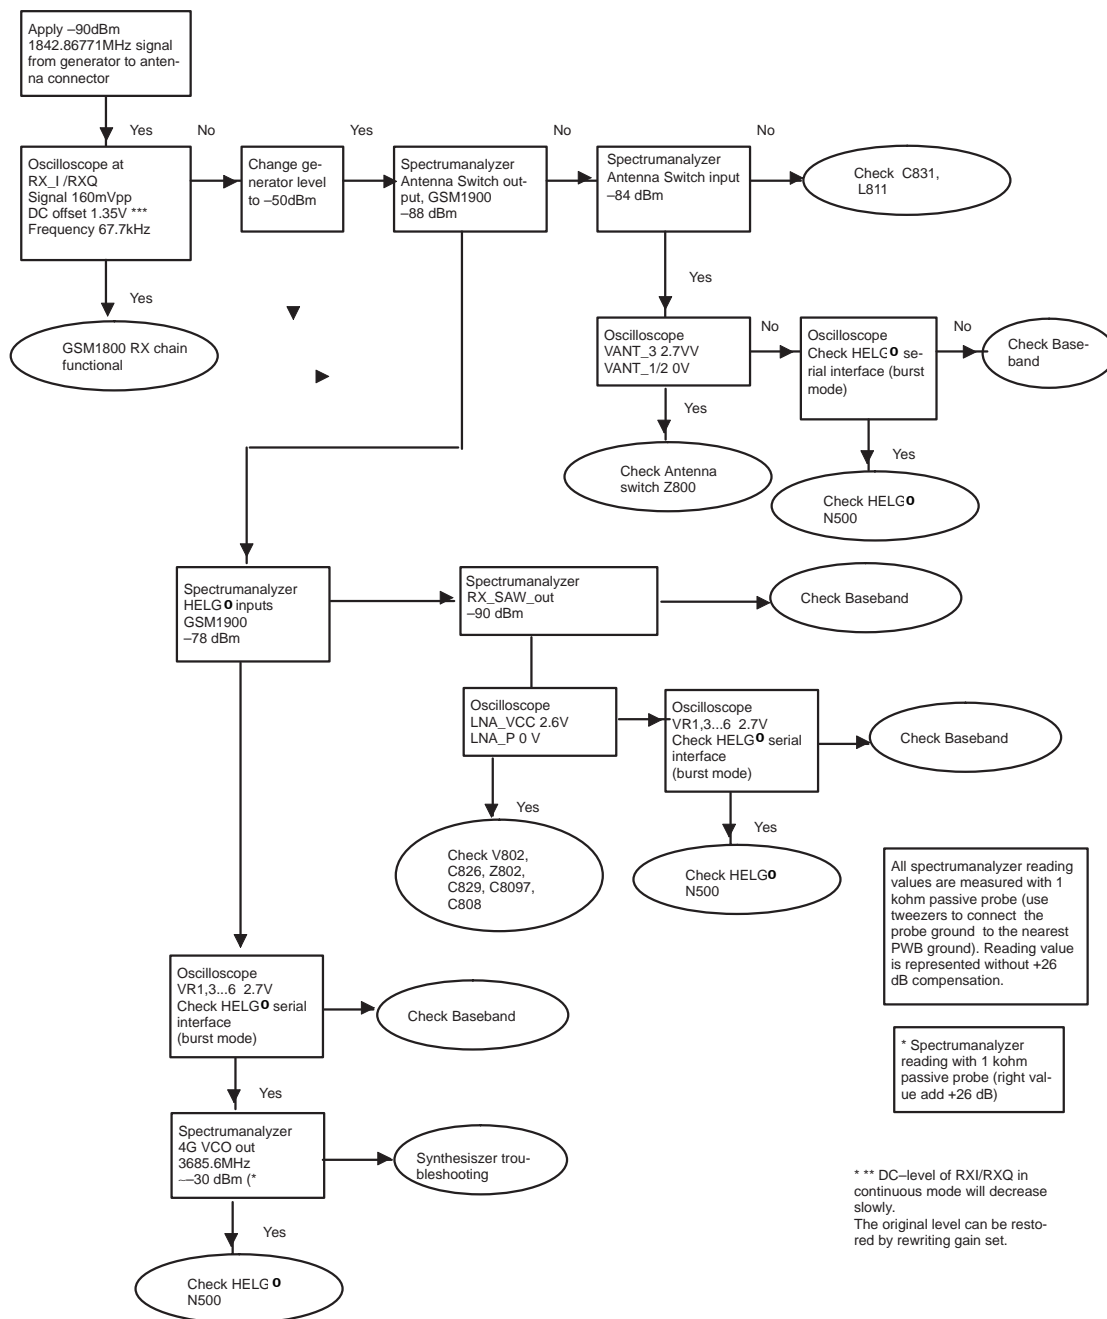 Apply –90dBm
1842.86771MHz signal
from generator to anten-
na connector
Yes
No
Yes
No
No
Oscilloscope at
RX_I /RXQ
Signal 160mVpp
DC offset 1.35V ***
Frequency 67.7kHz
Change ge-
nerator level
to –50dBm
Spectrumanalyzer
Antenna Switch out-
put, GSM1900
–88 dBm
Spectrumanalyzer
Antenna Switch input
–84 dBm
Check C831,
L811
Yes
Yes
GSM1800 RX chain
functional
Oscilloscope
VANT_3 2.7VV
VANT_1/2 0V
No
Oscilloscope
Check HELGO se-
rial interface (burst
mode)
No
Check Base-
band
Yes
Yes
Check Antenna
switch Z800
Check HELGO
N500
Spectrumanalyzer
HELGO inputs
GSM1900
–78 dBm
Spectrumanalyzer
RX_SAW_out
–90 dBm
Check Baseband
Oscilloscope
LNA_VCC 2.6V
LNA_P 0 V
Oscilloscope
VR1,3...6 2.7V
Check HELGO serial
interface
(burst mode)
Check Baseband
Yes
Yes
Check V802,
C826, Z802,
C829, C8097,
C808
Check HELGO
N500
All spectrumanalyzer reading
values are measured with 1
kohm passive probe (use
tweezers to connect the
probe ground to the nearest
PWB ground). Reading value
is represented without +26
dB compensation.
Oscilloscope
VR1,3...6 2.7V
Check HELGO serial
interface
(burst mode)
Check Baseband
* Spectrumanalyzer
reading with 1 kohm
passive probe (right val-
ue add +26 dB)
Yes
Spectrumanalyzer
4G VCO out
3685.6MHz
~–30 dBm (*
Synthesiszer trou-
bleshooting
* ** DC–level of RXI/RXQ in
continuous mode will decrease
slowly.
The original level can be resto-
red by rewriting gain set.
Yes
Check HELGO
N500